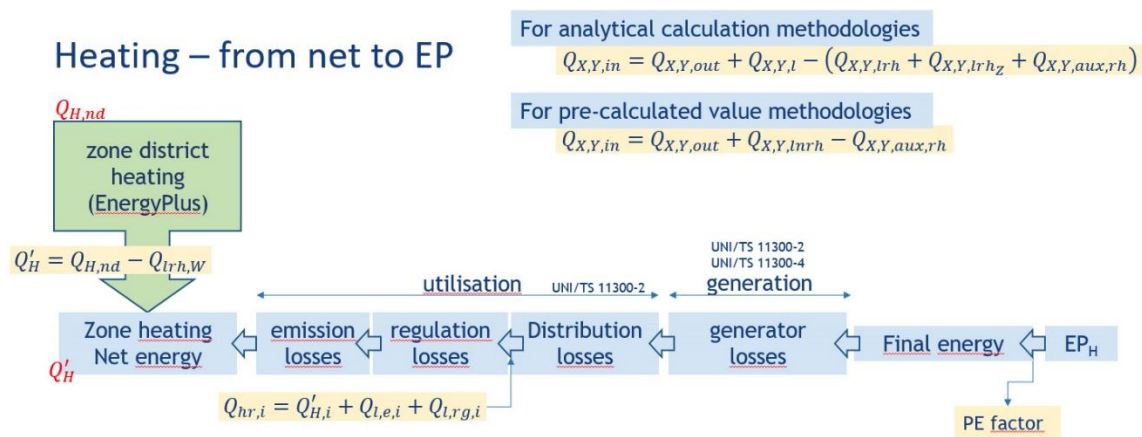 Heating – from net to EP
For analytical calculation methodologies
Q_{X,Y,in} = Q_{X,Y,out} + Q_{X,Y,l} − (Q_{X,Y,lrh} + Q_{X,Y,lrh_Z} + Q_{X,Y,aux,rh})
For pre-calculated value methodologies
Q_{X,Y,in} = Q_{X,Y,out} + Q_{X,Y,lnrh} − Q_{X,Y,aux,rh}
Q_{H,nd}
zone district
heating
(EnergyPlus)
Q'_H = Q_{H,nd} − Q_{lrh,W}
utilisation UNI/TS 11300-2
UNI/TS 11300-2
UNI/TS 11300-4
generation
Zone heating
Net energy
Q'_H
emission
losses
regulation
losses
Distribution
losses
generator
losses
Final energy
EP_H
Q_{hr,i} = Q'_{H,i} + Q_{l,e,i} + Q_{l,rg,i}
PE factor